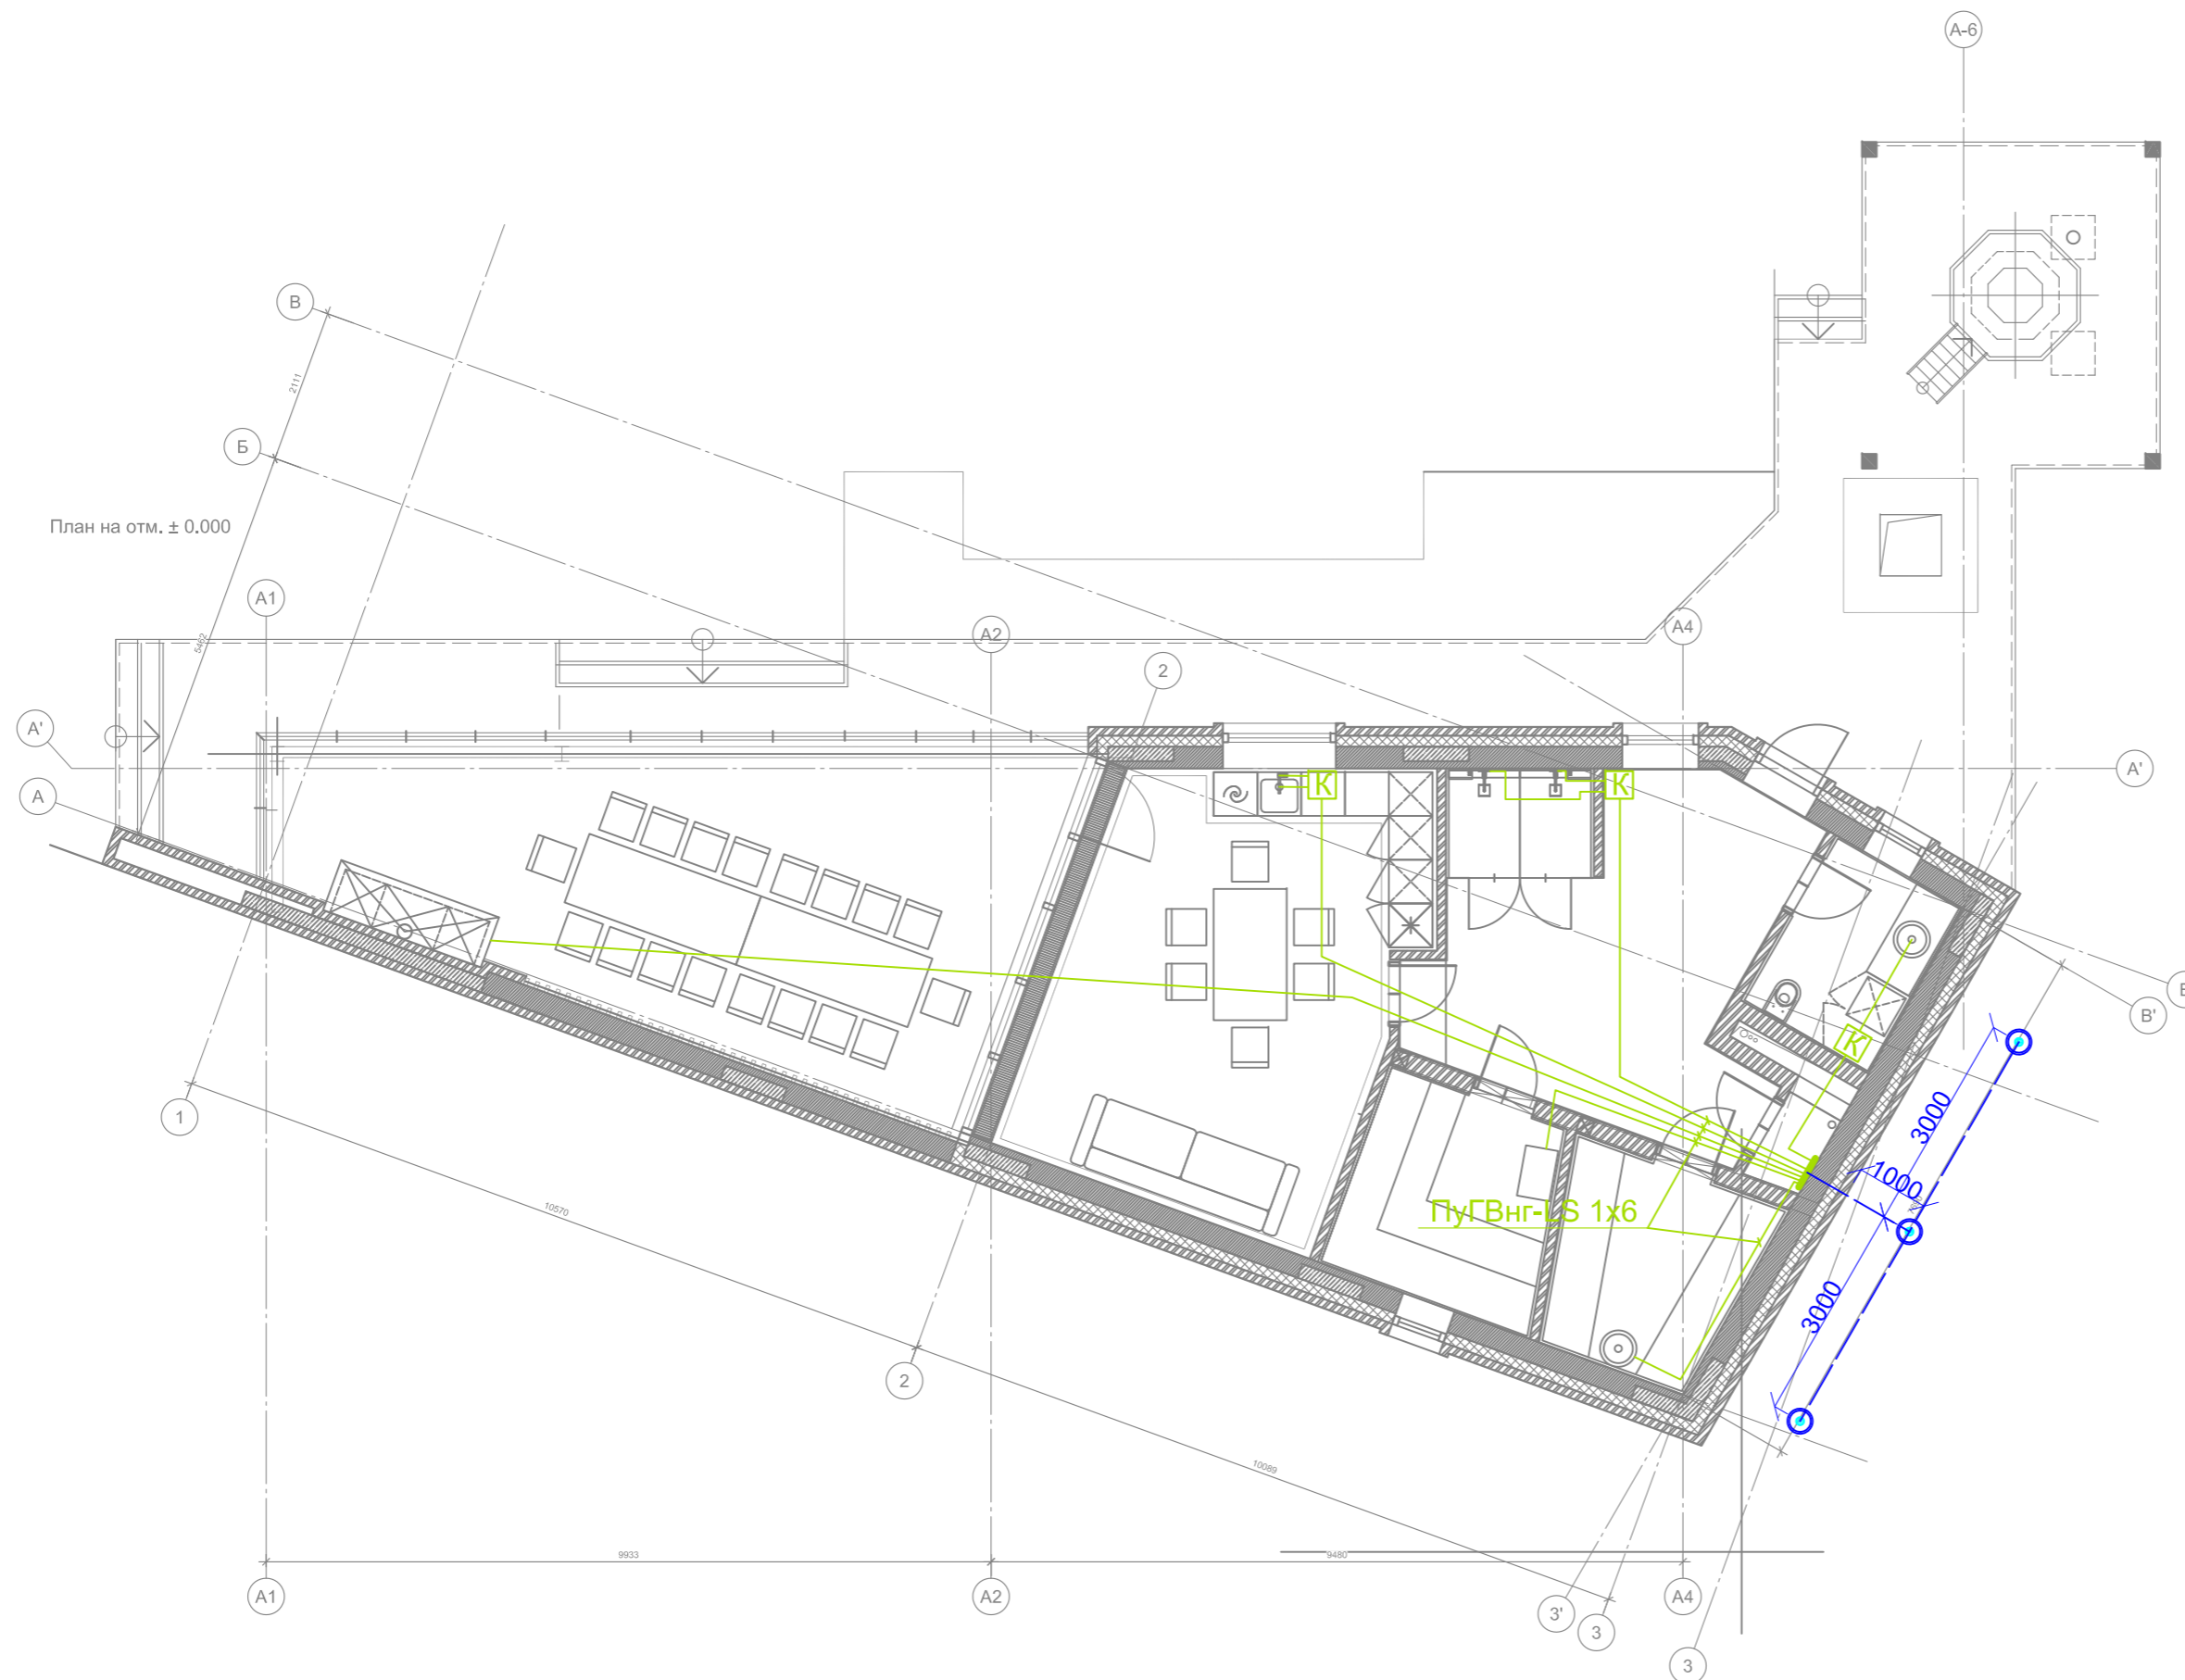 А-6
В
2111
Б
План на отм. ± 0.000
А1
5462
А2
А4
2
А'
А'
А
К
К
В'
К
3000
1000
1
ПуГВнг-LS 1х6
10570
3000
2
10089
9933
9480
А1
А2
А4
3'
3
3